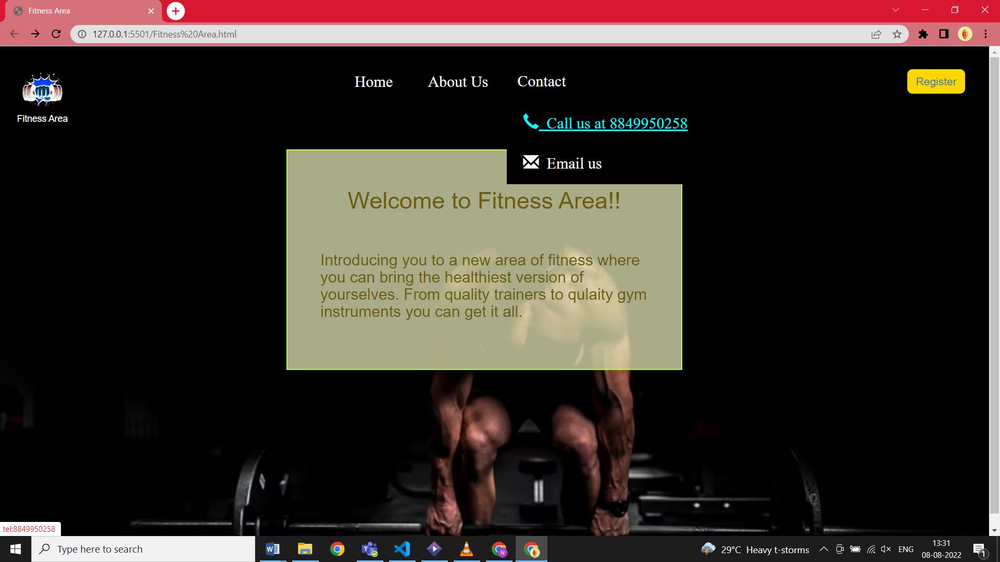 Fitness Area
127.0.0.1:5501/Fitness%20Area.html
Home About Us Contact
Register
Fitness Area
Call us at 8849950258
Email us
Welcome to Fitness Area!!
Introducing you to a new area of fitness where
you can bring the healthiest version of
yourselves. From quality trainers to qulaity gym
instruments you can get it all.
tel:8849950258
Type here to search
29°C Heavy t-storms
ENG
13:31
08-08-2022
1